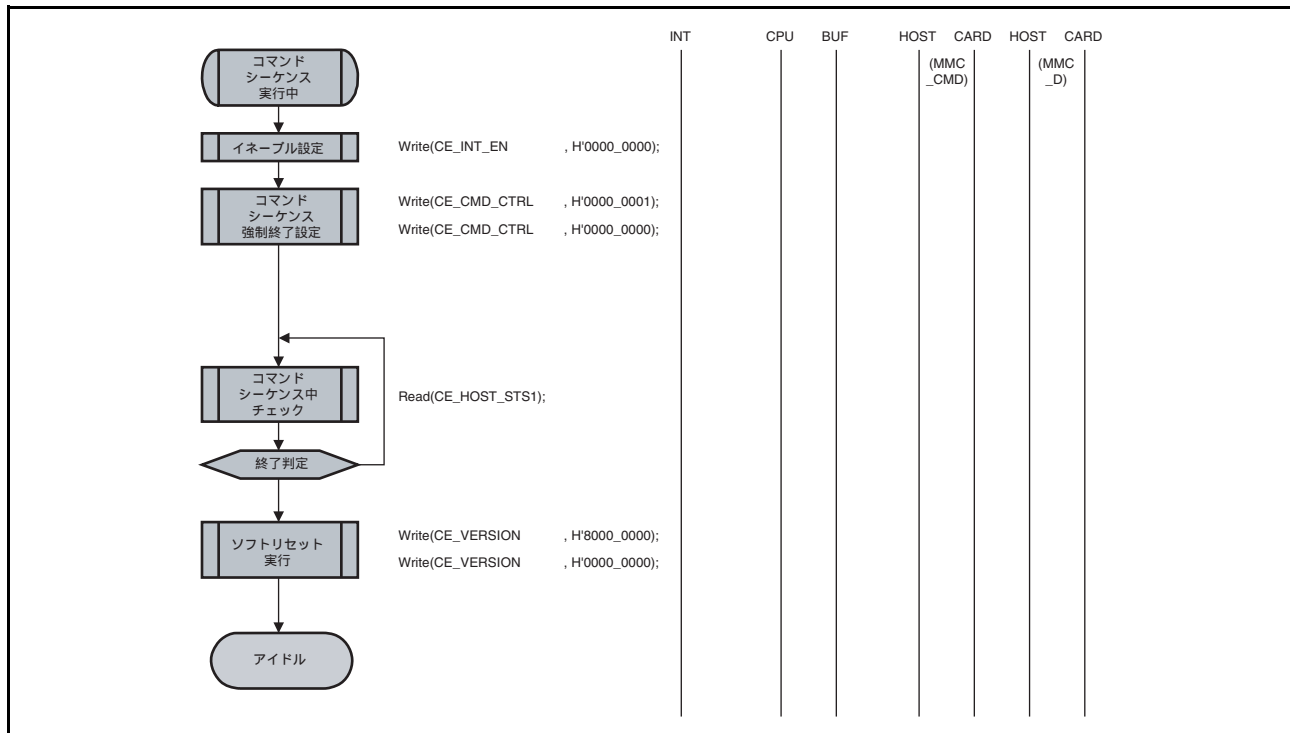 INT CPU BUF HOST CARD HOST CARD
(MMC
_CMD)
(MMC
_D)
コマンド
シーケンス
実行中
イネーブル設定
Write(CE_INT_EN , H'0000_0000);
コマンド
シーケンス
強制終了設定
Write(CE_CMD_CTRL , H'0000_0001);
Write(CE_CMD_CTRL , H'0000_0000);
コマンド
シーケンス中
チェック
Read(CE_HOST_STS1);
終了判定
ソフトリセット
実行
Write(CE_VERSION , H'8000_0000);
Write(CE_VERSION , H'0000_0000);
アイドル